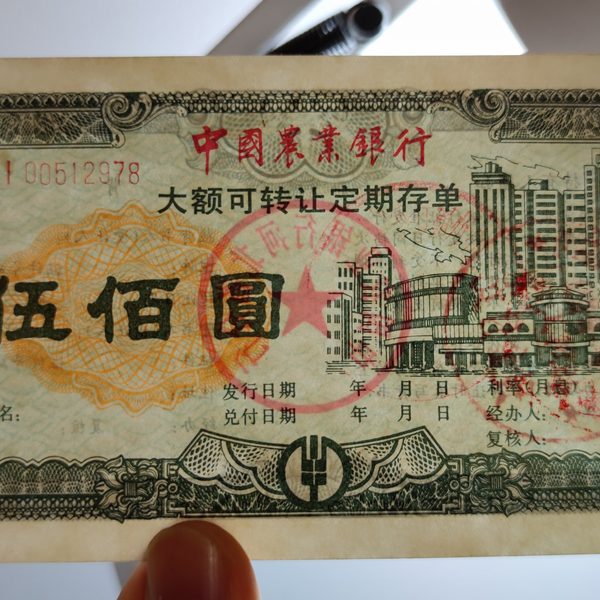 中國農業銀行
00512978
大额可转让定期存单
伍佰圓
发行日期 年 月 日 利率(月息)
名: 兑付日期 年 月 日 经办人:
复核人: